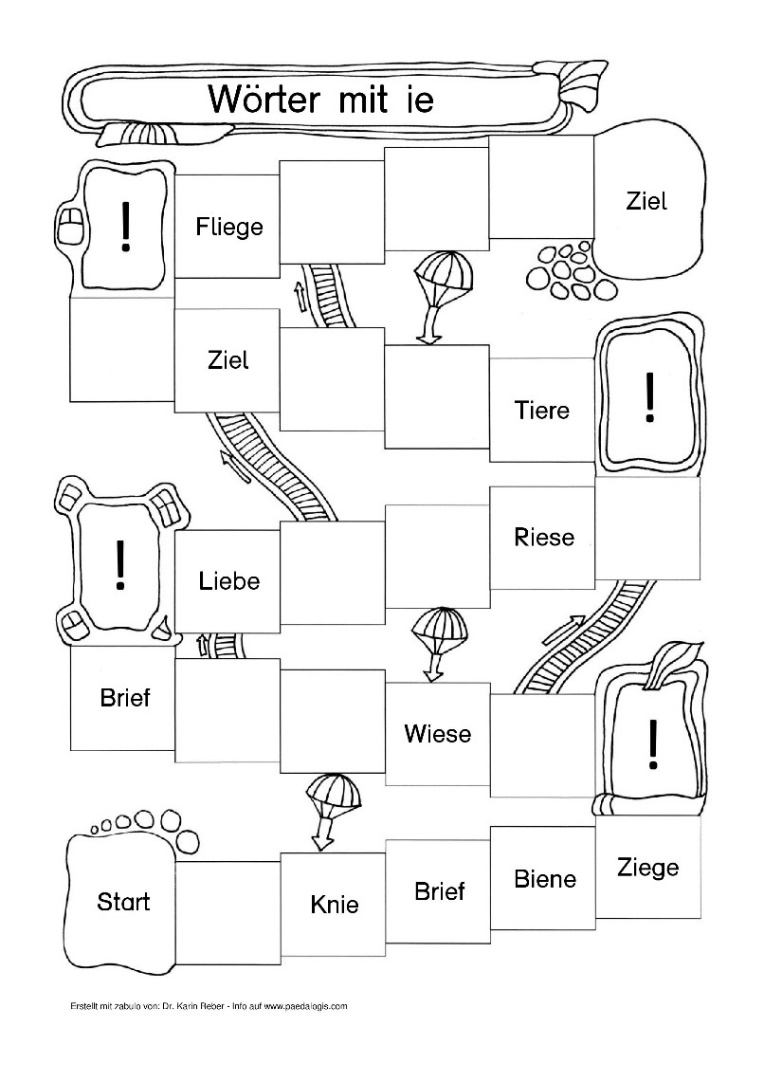 Wörter mit ie
!
Fliege
Ziel
Ziel
Tiere
!
!
Liebe
Riese
Brief
Wiese
!
Start
Knie
Brief
Biene
Ziege
Erstellt mit zabulo von: Dr. Karin Reber - Info auf www.paedalogis.com